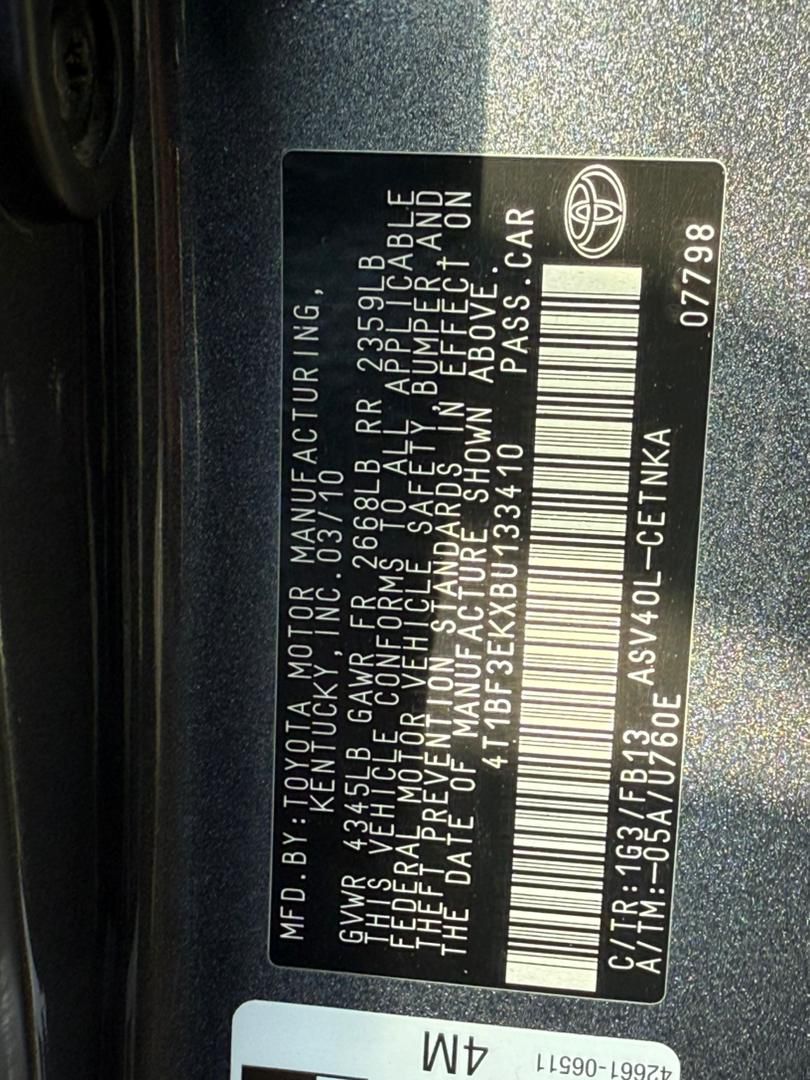 MFD.BY:TOYOTA MOTOR MANUFACTURING,
KENTUCKY,INC.03/10
GVWR 4345LB GAWR FR 2668LB RR 2359LB
THIS VEHICLE CONFORMS TO ALL APPLICABLE
FEDERAL MOTOR VEHICLE SAFETY, BUMPER,AND
THEFT PREVENTION STANDARDS IN EFFECT ON
THE DATE OF MANUFACTURE SHOWN ABOVE.
4T1BF3EKXBU133410 PASS.CAR
C/TR:1G3/FB13 ASV40L-CETNKA
A/TM:-05A/U760E
07798
4M
42661-06511